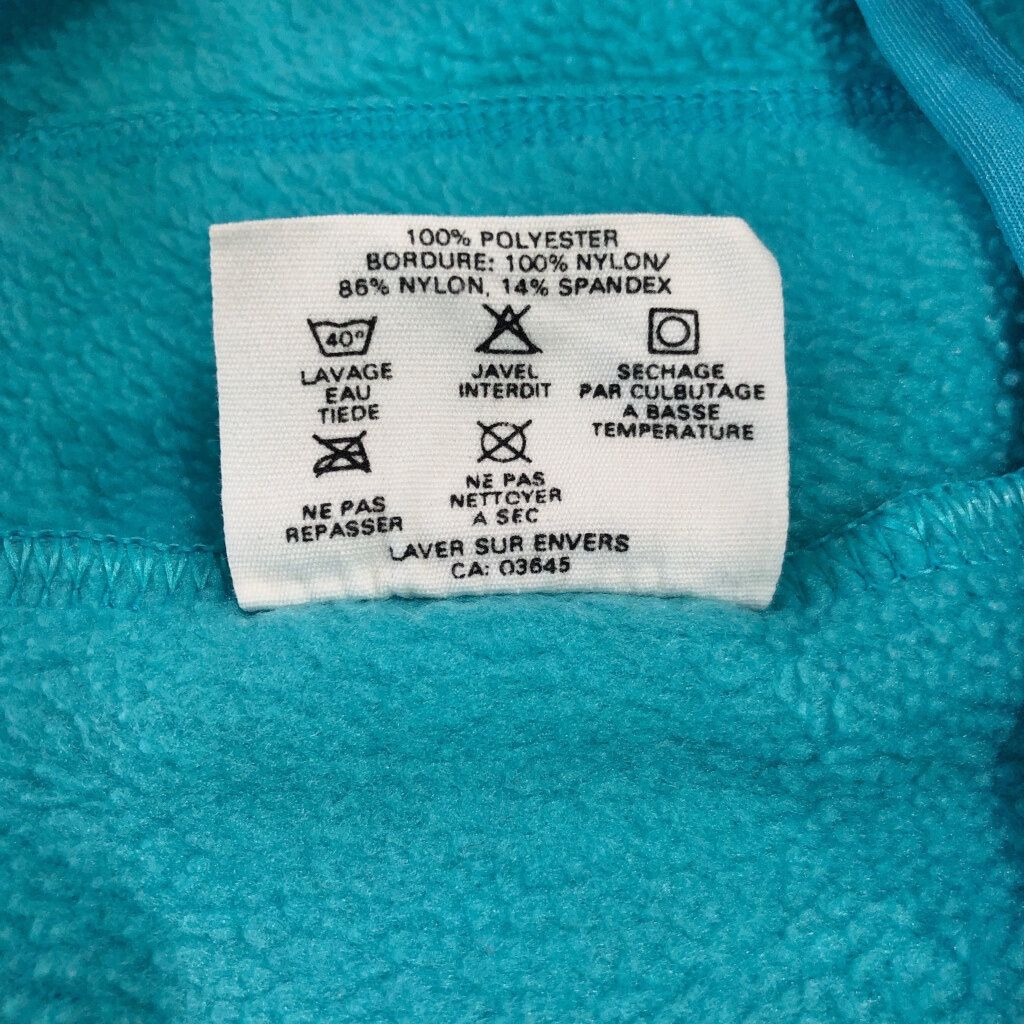 100% POLYESTER
BORDURE: 100% NYLON/
86% NYLON, 14% SPANDEX
40°
LAVAGE
EAU
TIEDE
JAVEL
INTERDIT
SECHAGE
PAR CULBUTAGE
A BASSE
TEMPERATURE
NE PAS
REPASSER
NE PAS
NETTOYER
A SEC
LAVER SUR ENVERS
CA: 03645